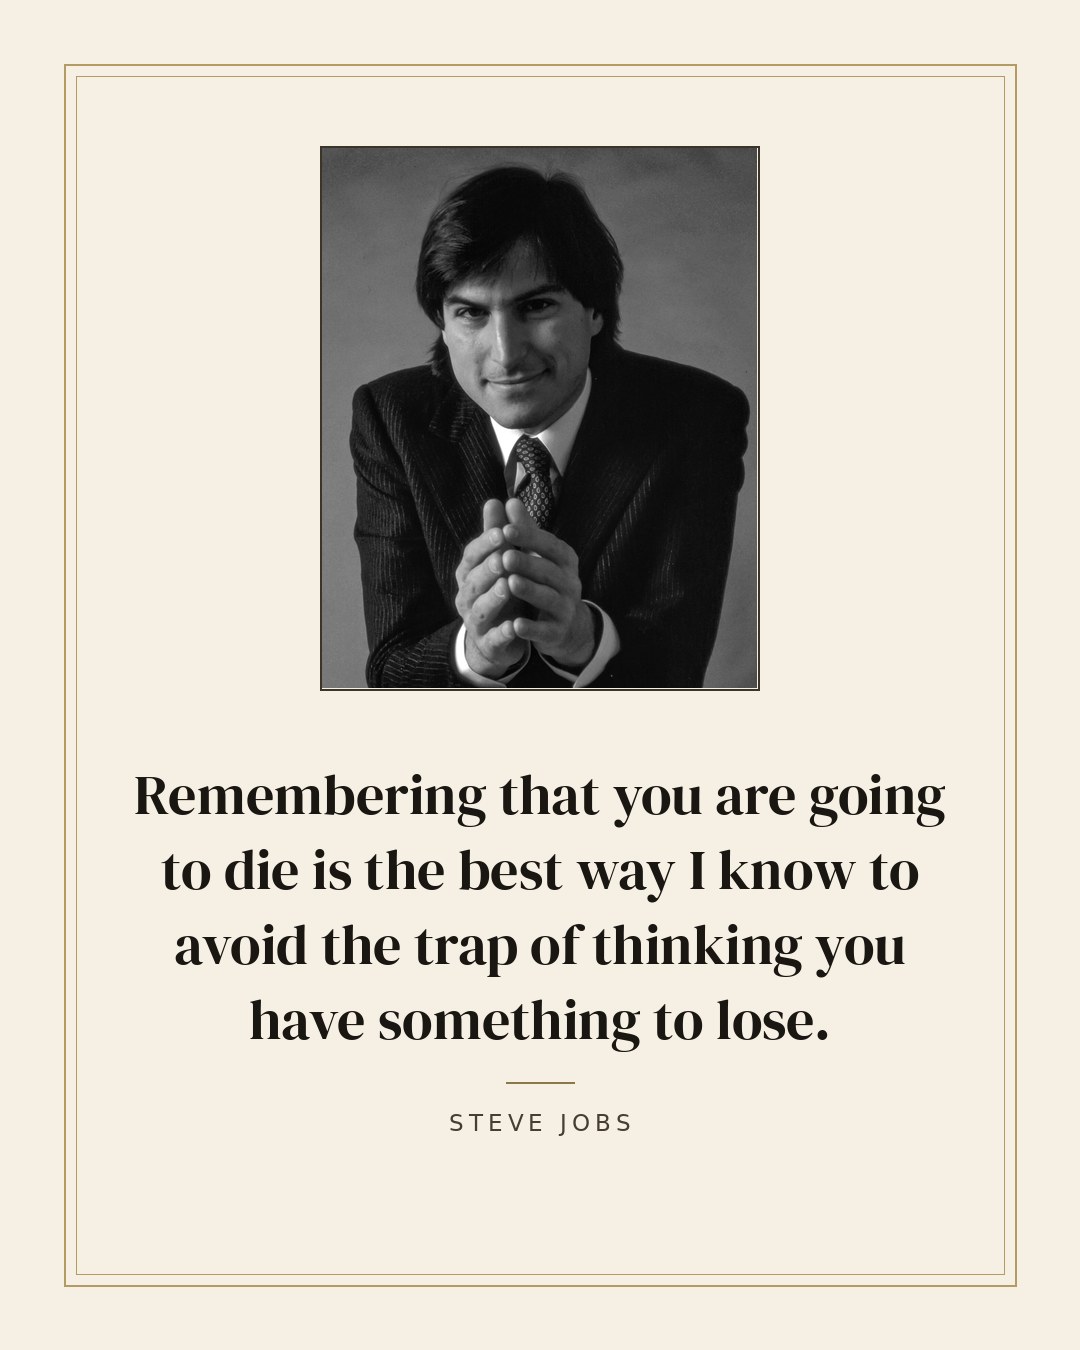 Remembering that you are going
to die is the best way I know to
avoid the trap of thinking you
have something to lose.
STEVE JOBS